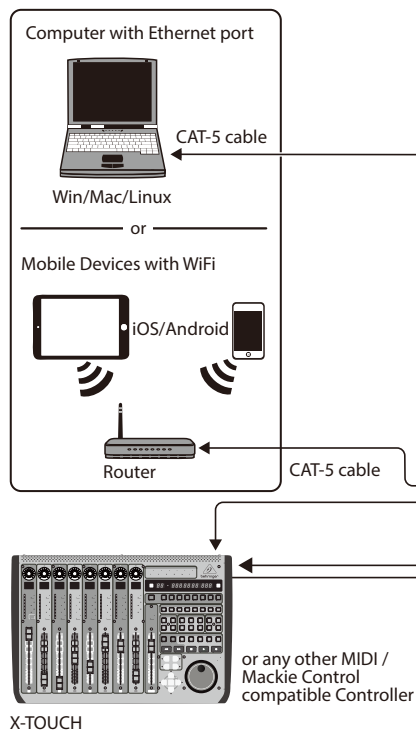 Computer with Ethernet port
CAT-5 cable
Win/Mac/Linux
or
Mobile Devices with WiFi
iOS/Android
Router
CAT-5 cable
behringer
or any other MIDI /
Mackie Control
compatible Controller
X-TOUCH